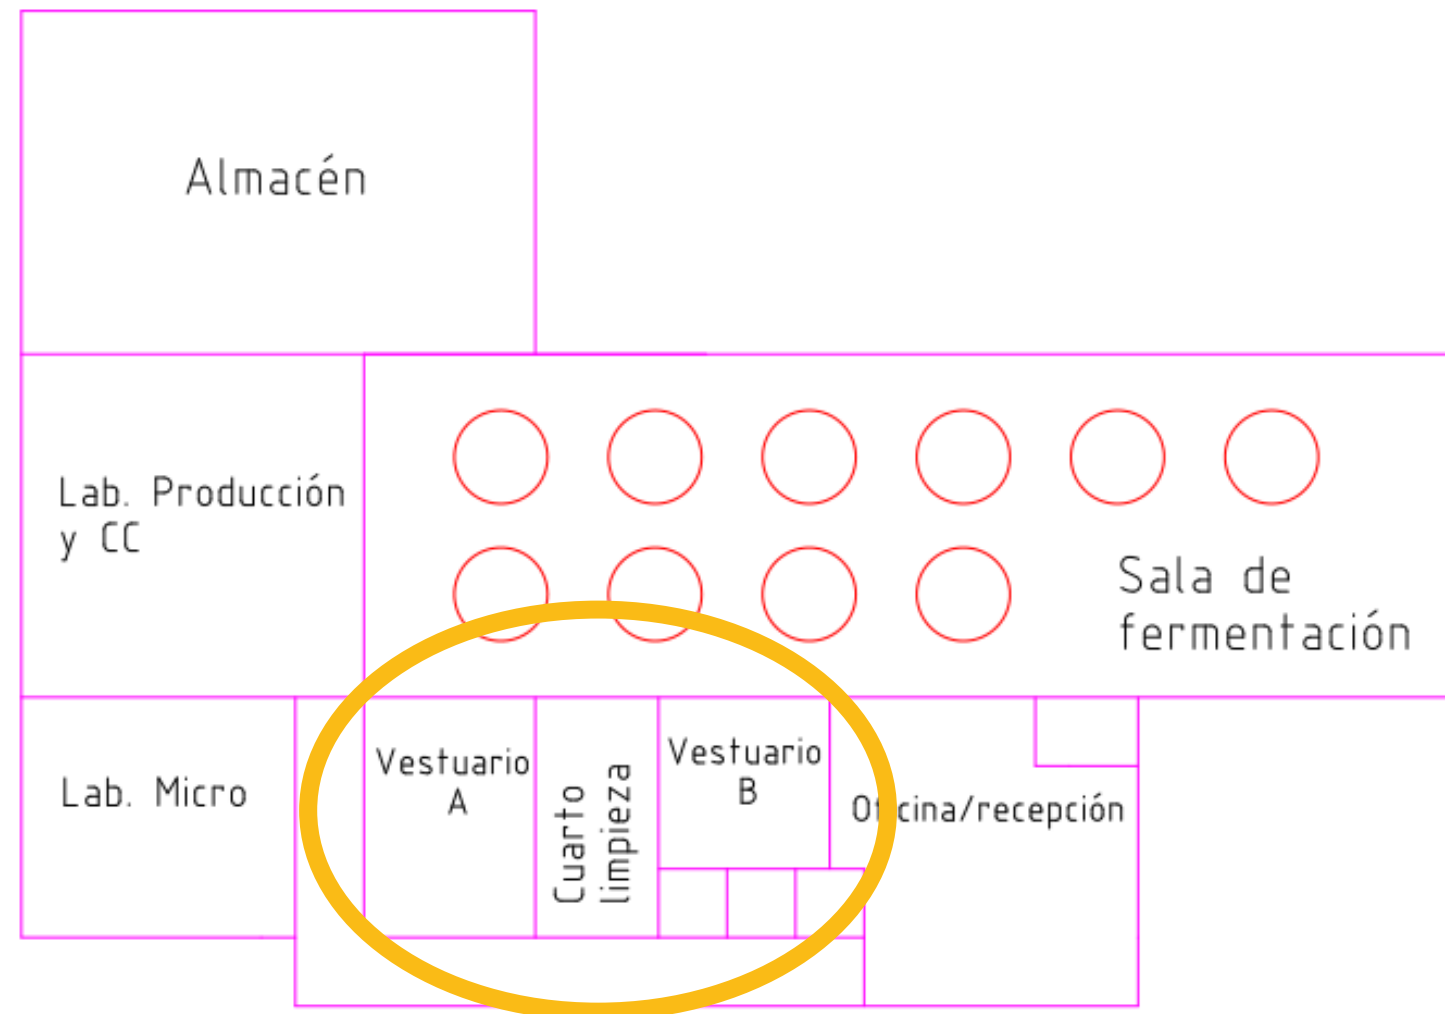 Almacén
Lab. Producción
y CC
Sala de
fermentación
Lab. Micro
Vestuario
A
Cuarto
limpieza
Vestuario
B
Oficina/recepción